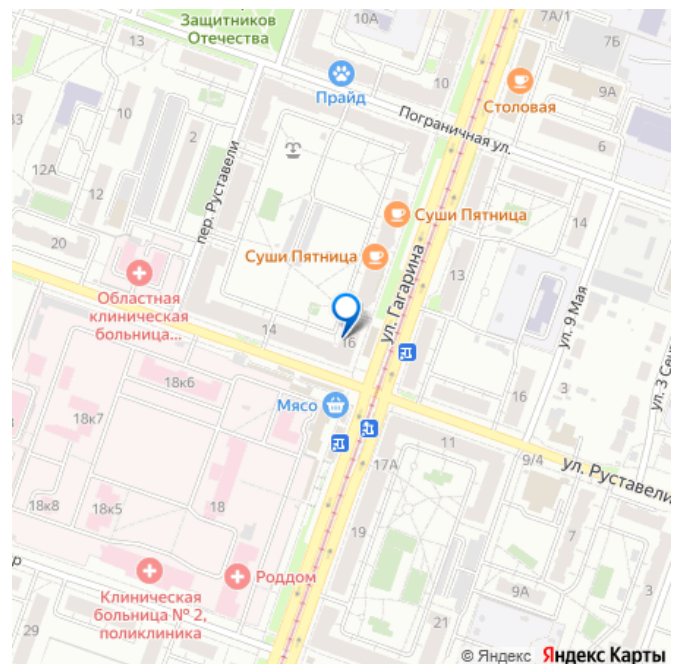 Защитников
Отечества
10А
7А/1
7Б
13
Прайд
10
Столовая
9А
Пограничная ул.
6
10
2
пер. Руставели
33
12А
12
Суши Пятница
14
20
Суши Пятница
ул. Гагарина
13
ул. 9 Мая
Областная
клиническая
больница...
14
16
18к6
Мясо
16
3
18к7
11
9/4
ул. Руставели
17А
18к8
18к5
18
19
7
Роддом
Клиническая
больница № 2,
поликлиника
9А
3
29
21
© Яндекс Яндекс Карты